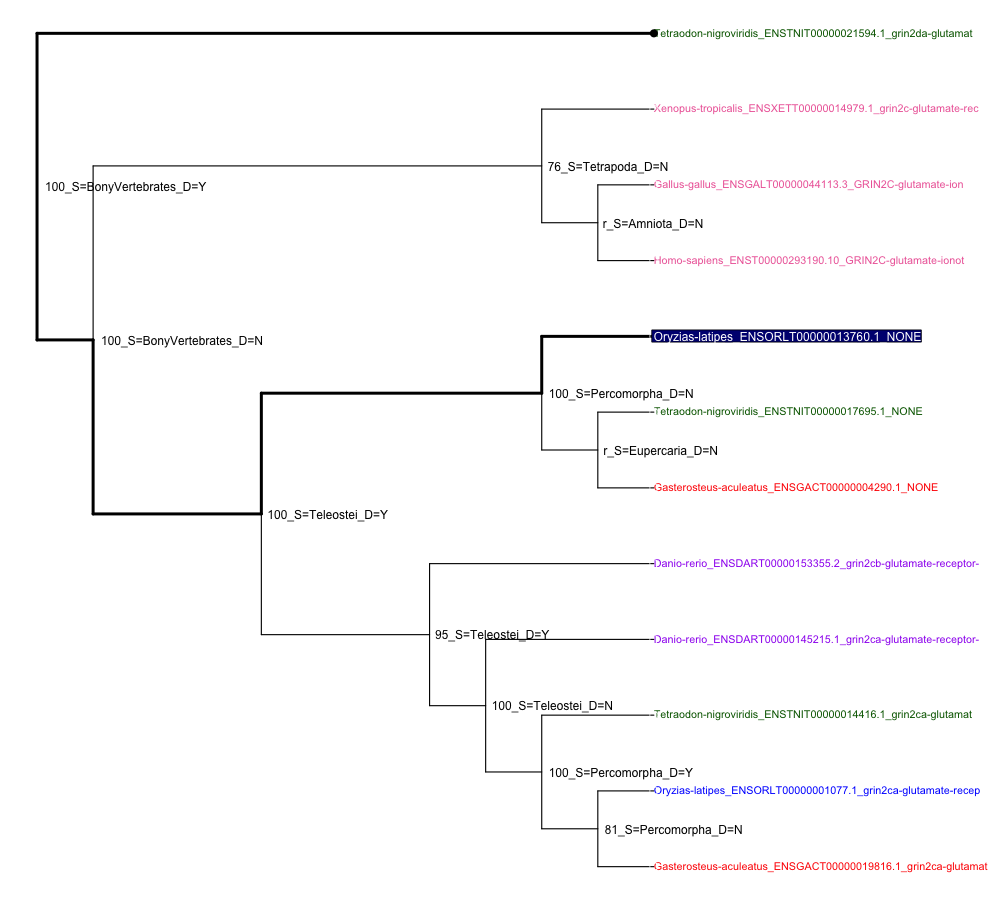 Tetraodon-nigroviridis_ENSTNIT00000021594.1_grin2da-glutamat
Xenopus-tropicalis_ENSXETT00000014979.1_grin2c-glutamate-rec
76_S=Tetrapoda_D=N
Gallus-gallus_ENSGALT00000044113.3_GRIN2C-glutamate-ion
100_S=BonyVertebrates_D=Y
r_S=Amniota_D=N
Homo-sapiens_ENST00000293190.10_GRIN2C-glutamate-ionot
Oryzias-latipes_ENSORLT00000013760.1_NONE
100_S=BonyVertebrates_D=N
100_S=Percomorpha_D=N
Tetraodon-nigroviridis_ENSTNIT00000017695.1_NONE
r_S=Eupercaria_D=N
Gasterosteus-aculeatus_ENSGACT00000004290.1_NONE
100_S=Teleostei_D=Y
Danio-rerio_ENSDART00000153355.2_grin2cb-glutamate-receptor-
95_S=Teleostei_D=Y
Danio-rerio_ENSDART00000145215.1_grin2ca-glutamate-receptor-
100_S=Teleostei_D=N
Tetraodon-nigroviridis_ENSTNIT00000014416.1_grin2ca-glutamat
100_S=Percomorpha_D=Y
Oryzias-latipes_ENSORLT00000001077.1_grin2ca-glutamate-recep
81_S=Percomorpha_D=N
Gasterosteus-aculeatus_ENSGACT00000019816.1_grin2ca-glutamat